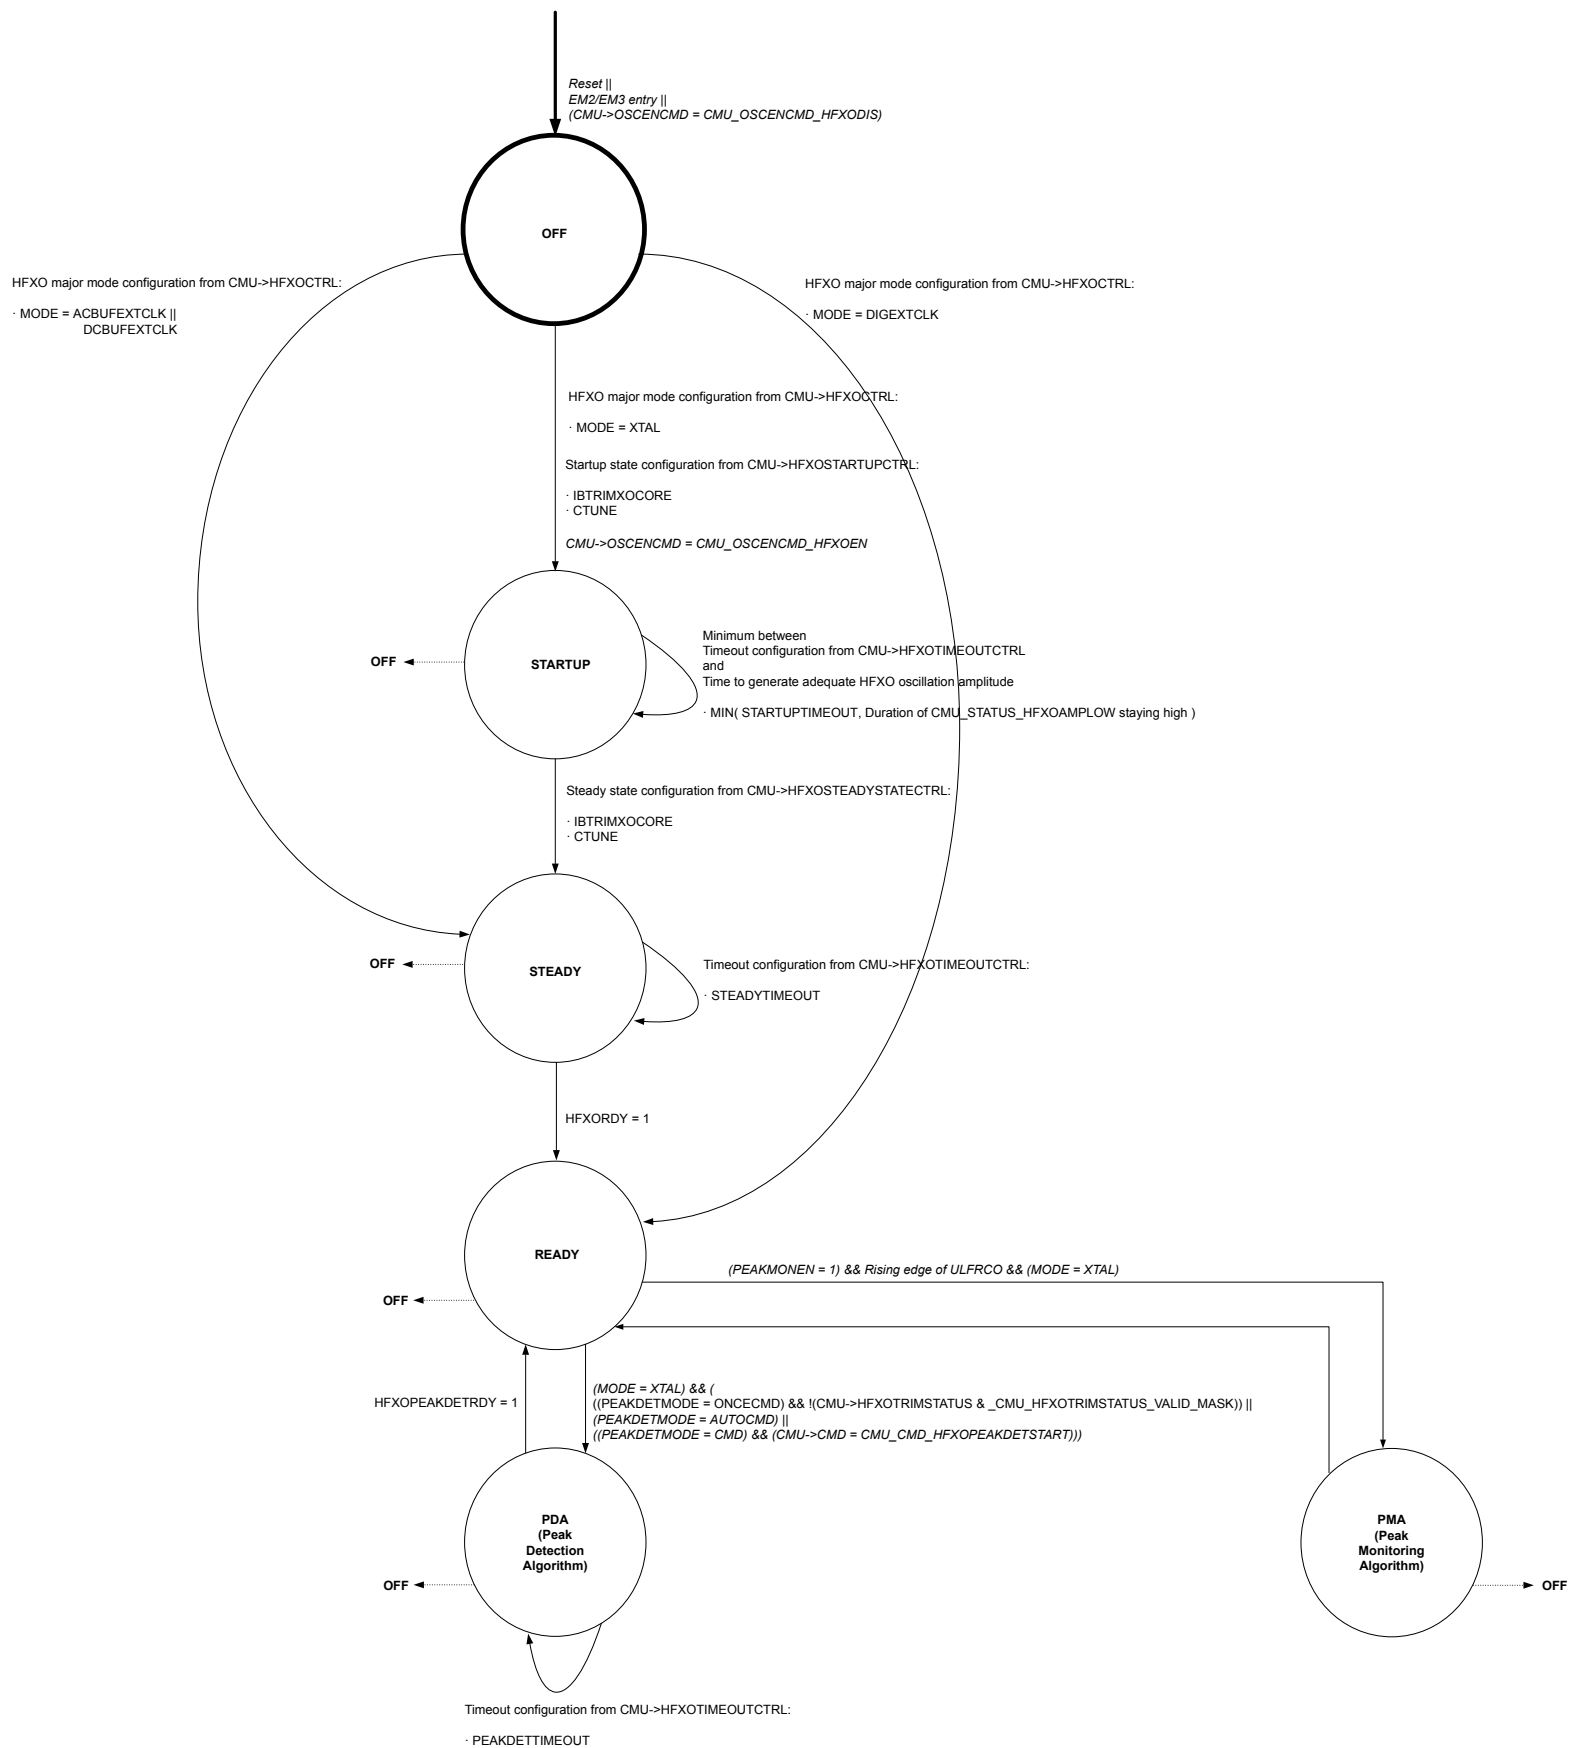 Reset ||
EM2/EM3 entry ||
(CMU->OSCENCMD = CMU_OSCENCMD_HFXODIS)
OFF
HFXO major mode configuration from CMU->HFXOCTRL:
· MODE = ACBUFEXTCLK ||
DCBUFEXTCLK
HFXO major mode configuration from CMU->HFXOCTRL:
· MODE = DIGEXTCLK
HFXO major mode configuration from CMU->HFXOCTRL:
· MODE = XTAL
Startup state configuration from CMU->HFXOSTARTUPCTRL:
· IBTRIMXOCORE
· CTUNE
CMU->OSCENCMD = CMU_OSCENCMD_HFXOEN
OFF
STARTUP
Minimum between
Timeout configuration from CMU->HFXOTIMEOUTCTRL
and
Time to generate adequate HFXO oscillation amplitude
· MIN( STARTUPTIMEOUT, Duration of CMU_STATUS_HFXOAMPLOW staying high )
Steady state configuration from CMU->HFXOSTEADYSTATECTRL:
· IBTRIMXOCORE
· CTUNE
OFF
STEADY
Timeout configuration from CMU->HFXOTIMEOUTCTRL:
· STEADYTIMEOUT
HFXORDY = 1
READY
(PEAKMONEN = 1) && Rising edge of ULFRCO && (MODE = XTAL)
OFF
HFXOPEAKDETRDY = 1
(MODE = XTAL) && (
((PEAKDETMODE = ONCECMD) && !(CMU->HFXOTRIMSTATUS & _CMU_HFXOTRIMSTATUS_VALID_MASK)) ||
(PEAKDETMODE = AUTOCMD) ||
((PEAKDETMODE = CMD) && (CMU->CMD = CMU_CMD_HFXOPEAKDETSTART)))
PDA
(Peak
Detection
Algorithm)
OFF
PMA
(Peak
Monitoring
Algorithm)
OFF
Timeout configuration from CMU->HFXOTIMEOUTCTRL:
· PEAKDETTIMEOUT